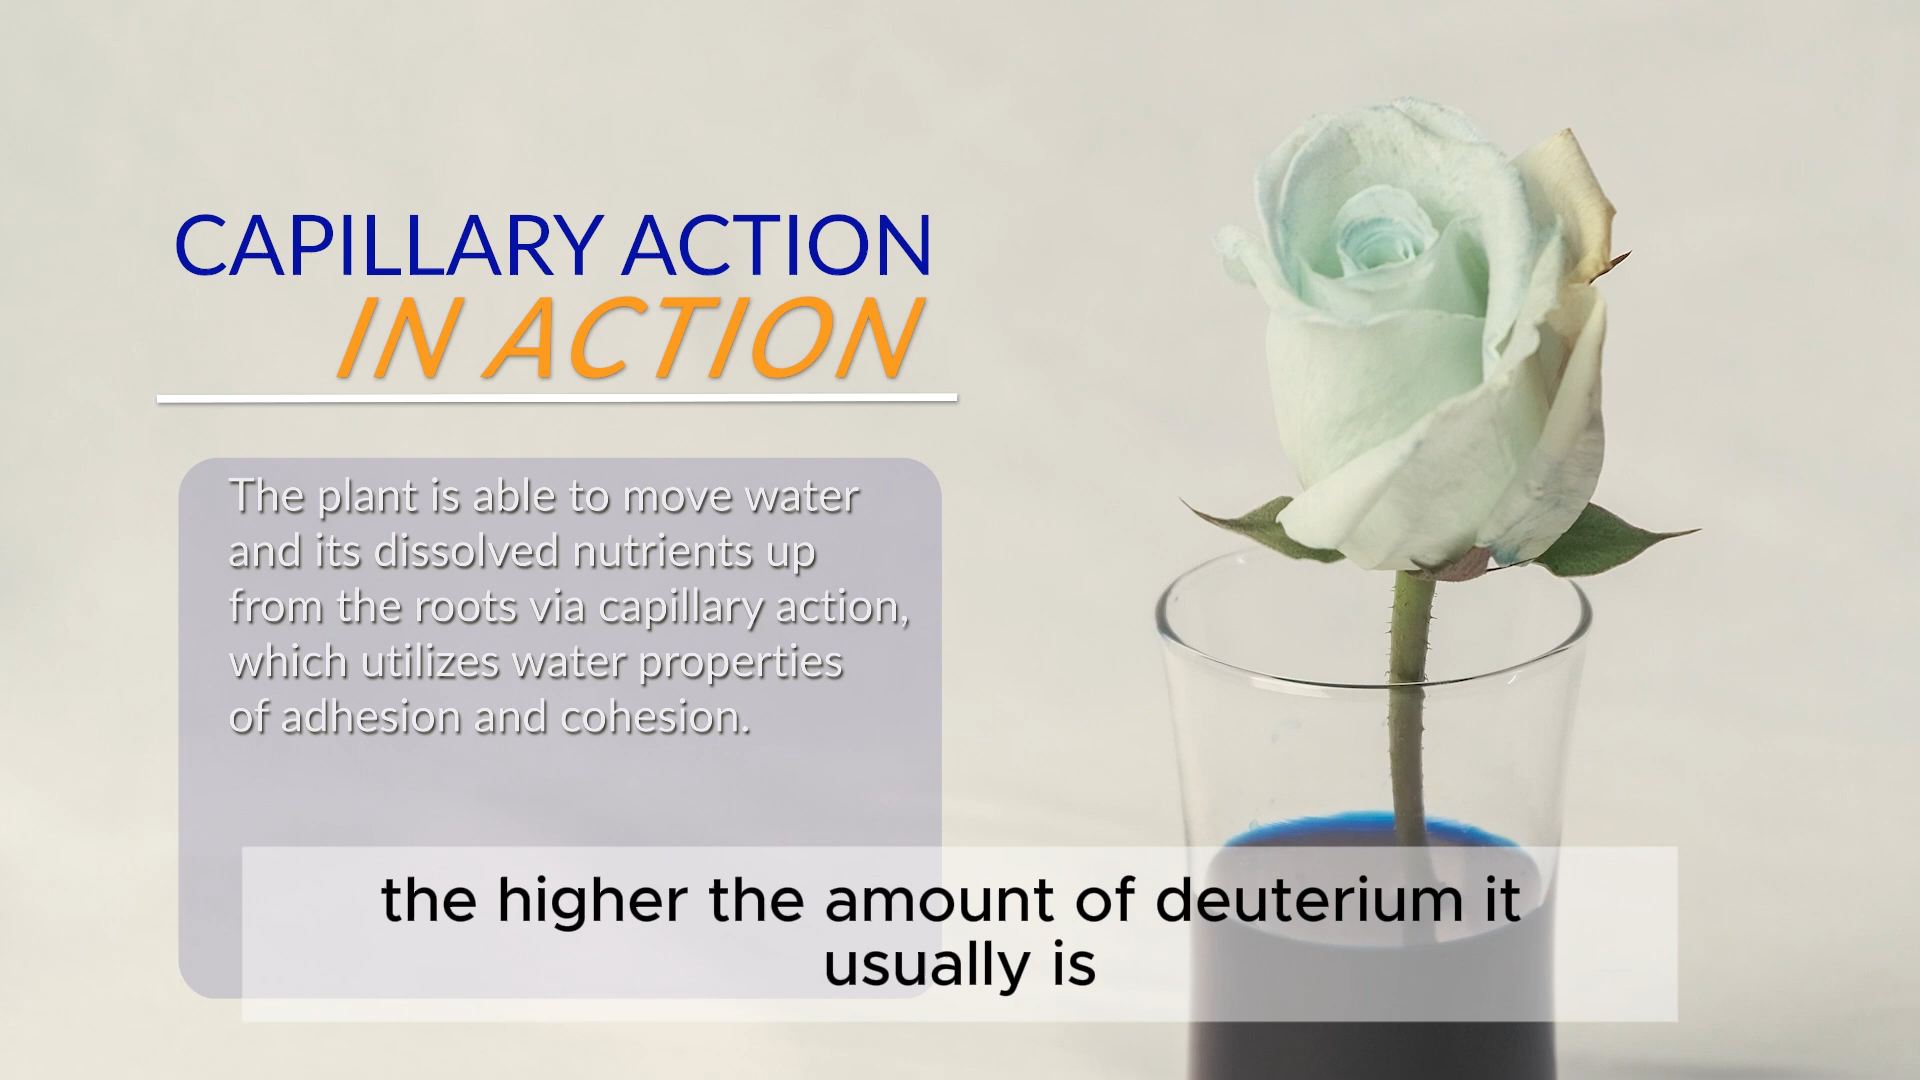 CAPILLARY ACTION
IN ACTION
The plant is able to move water
and its dissolved nutrients up
from the roots via capillary action,
which utilizes water properties
of adhesion and cohesion.
the higher the amount of deuterium it
usually is